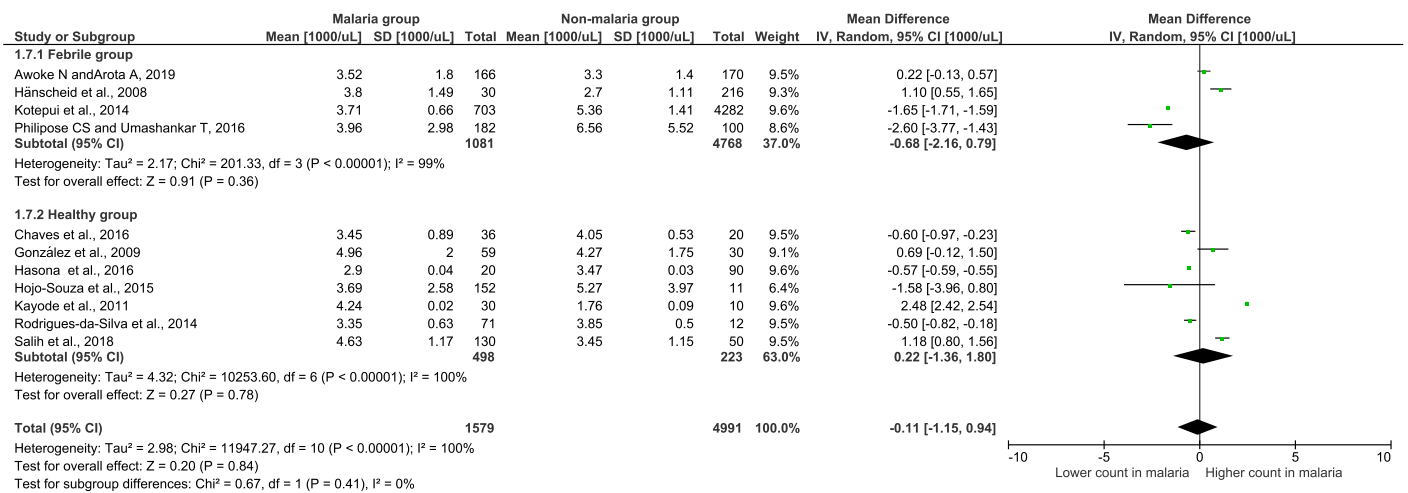 Malaria group Non-malaria group Mean Difference Mean Difference
Study or Subgroup Mean [1000/uL] SD [1000/uL] Total Mean [1000/uL] SD [1000/uL] Total Weight IV, Random, 95% CI [1000/uL] IV, Random, 95% CI [1000/uL]
1.7.1 Febrile group
Awoke N andArota A, 2019 3.52 1.8 166 3.3 1.4 170 9.5% 0.22 [-0.13, 0.57]
Hänscheid et al., 2008 3.8 1.49 30 2.7 1.11 216 9.3% 1.10 [0.55, 1.65]
Kotepui et al., 2014 3.71 0.66 703 5.36 1.41 4282 9.6% -1.65 [-1.71, -1.59]
Philipose CS and Umashankar T, 2016 3.96 2.98 182 6.56 5.52 100 8.6% -2.60 [-3.77, -1.43]
Subtotal (95% CI) 1081 4768 37.0% -0.68 [-2.16, 0.79]
Heterogeneity: Tau² = 2.17; Chi² = 201.33, df = 3 (P < 0.00001); I² = 99%
Test for overall effect: Z = 0.91 (P = 0.36)
1.7.2 Healthy group
Chaves et al., 2016 3.45 0.89 36 4.05 0.53 20 9.5% -0.60 [-0.97, -0.23]
González et al., 2009 4.96 2 59 4.27 1.75 30 9.1% 0.69 [-0.12, 1.50]
Hasona et al., 2016 2.9 0.04 20 3.47 0.03 90 9.6% -0.57 [-0.59, -0.55]
Hojo-Souza et al., 2015 3.69 2.58 152 5.27 3.97 11 6.4% -1.58 [-3.96, 0.80]
Kayode et al., 2011 4.24 0.02 30 1.76 0.09 10 9.6% 2.48 [2.42, 2.54]
Rodrigues-da-Silva et al., 2014 3.35 0.63 71 3.85 0.5 12 9.5% -0.50 [-0.82, -0.18]
Salih et al., 2018 4.63 1.17 130 3.45 1.15 50 9.5% 1.18 [0.80, 1.56]
Subtotal (95% CI) 498 223 63.0% 0.22 [-1.36, 1.80]
Heterogeneity: Tau² = 4.32; Chi² = 10253.60, df = 6 (P < 0.00001); I² = 100%
Test for overall effect: Z = 0.27 (P = 0.78)
Total (95% CI) 1579 4991 100.0% -0.11 [-1.15, 0.94]
Heterogeneity: Tau² = 2.98; Chi² = 11947.27, df = 10 (P < 0.00001); I² = 100%
Test for overall effect: Z = 0.20 (P = 0.84)
Test for subgroup differences: Chi² = 0.67, df = 1 (P = 0.41), I² = 0%
-10 -5 0 5 10
Lower count in malaria Higher count in malaria